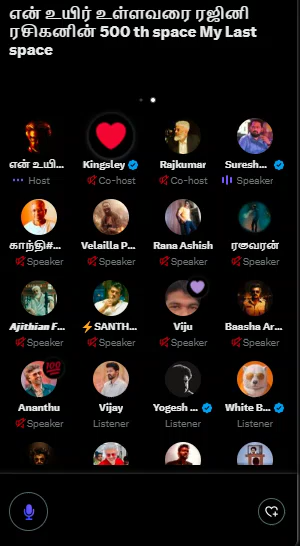 என் உயிர் உள்ளவரை ரஜினி
ரசிகனின் 500 th space My Last
space
என் உயி... Kingsley Rajkumar Suresh...
Host Co-host Co-host Speaker
காந்தி#... Velailla P... Rana Ashish ரஜவரன்
Speaker Speaker Speaker Speaker
Ajithian F... ⚡SANTH... Viju Baasha Ar...
Speaker Speaker Speaker Speaker
100
Ananthu Vijay Yogesh ... White B...
Speaker Listener Listener Listener